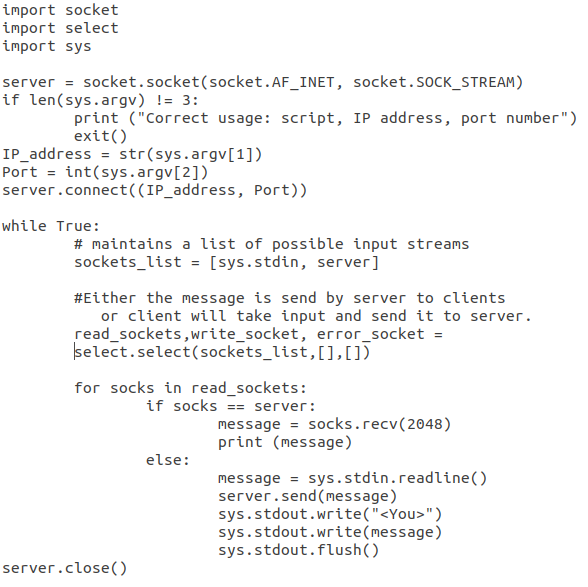 import socket
import select
import sys

server = socket.socket(socket.AF_INET, socket.SOCK_STREAM)
if len(sys.argv) != 3:
        print ("Correct usage: script, IP address, port number")
        exit()
IP_address = str(sys.argv[1])
Port = int(sys.argv[2])
server.connect((IP_address, Port))

while True:
        # maintains a list of possible input streams
        sockets_list = [sys.stdin, server]

        #Either the message is send by server to clients
           or client will take input and send it to server.
        read_sockets,write_socket, error_socket =
        select.select(sockets_list,[],[])

        for socks in read_sockets:
                if socks == server:
                        message = socks.recv(2048)
                        print (message)
                else:
                        message = sys.stdin.readline()
                        server.send(message)
                        sys.stdout.write("<You>")
                        sys.stdout.write(message)
                        sys.stdout.flush()
server.close()